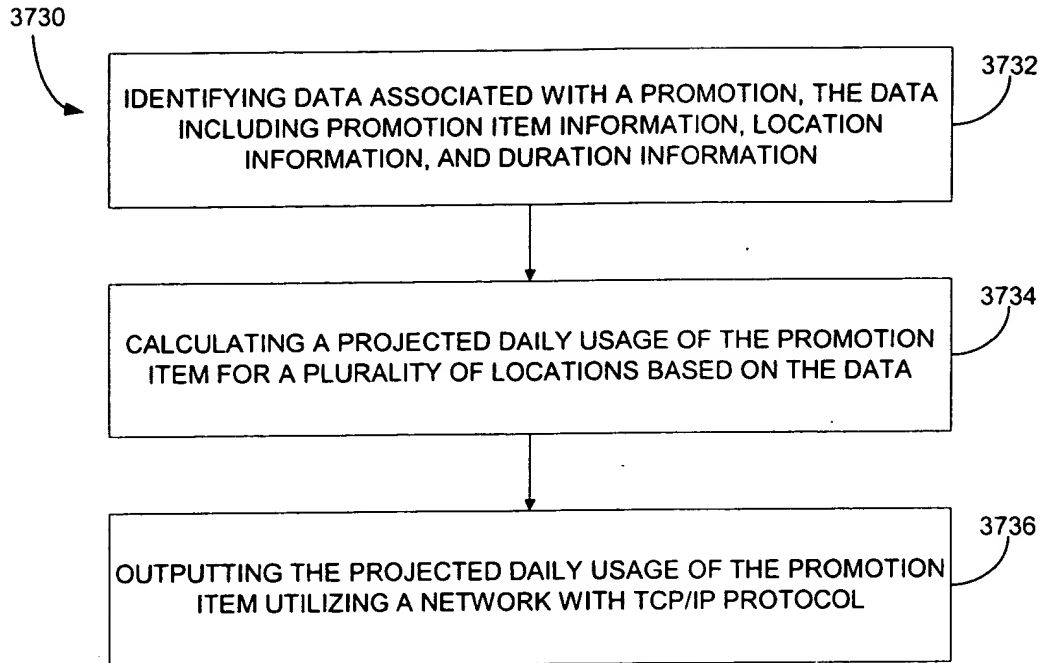 3730
3732
IDENTIFYING DATA ASSOCIATED WITH A PROMOTION, THE DATA
INCLUDING PROMOTION ITEM INFORMATION, LOCATION
INFORMATION, AND DURATION INFORMATION
3734
CALCULATING A PROJECTED DAILY USAGE OF THE PROMOTION
ITEM FOR A PLURALITY OF LOCATIONS BASED ON THE DATA
3736
OUTPUTTING THE PROJECTED DAILY USAGE OF THE PROMOTION
ITEM UTILIZING A NETWORK WITH TCP/IP PROTOCOL